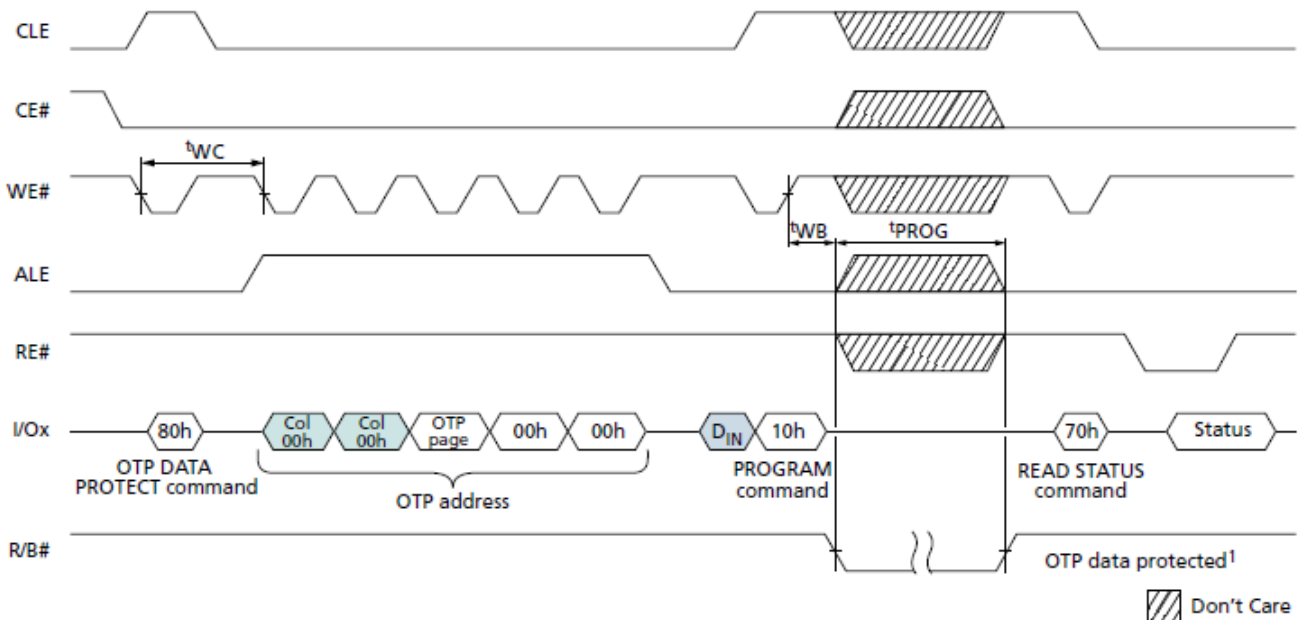 CLE
CE#
tWC
WE#
tWB
tPROG
ALE
RE#
I/Ox
80h
Col
00h
Col
00h
OTP
page
00h
00h
DIN
10h
70h
Status
OTP DATA
PROTECT command
OTP address
PROGRAM
command
READ STATUS
command
R/B#
OTP data protected1
Don't Care